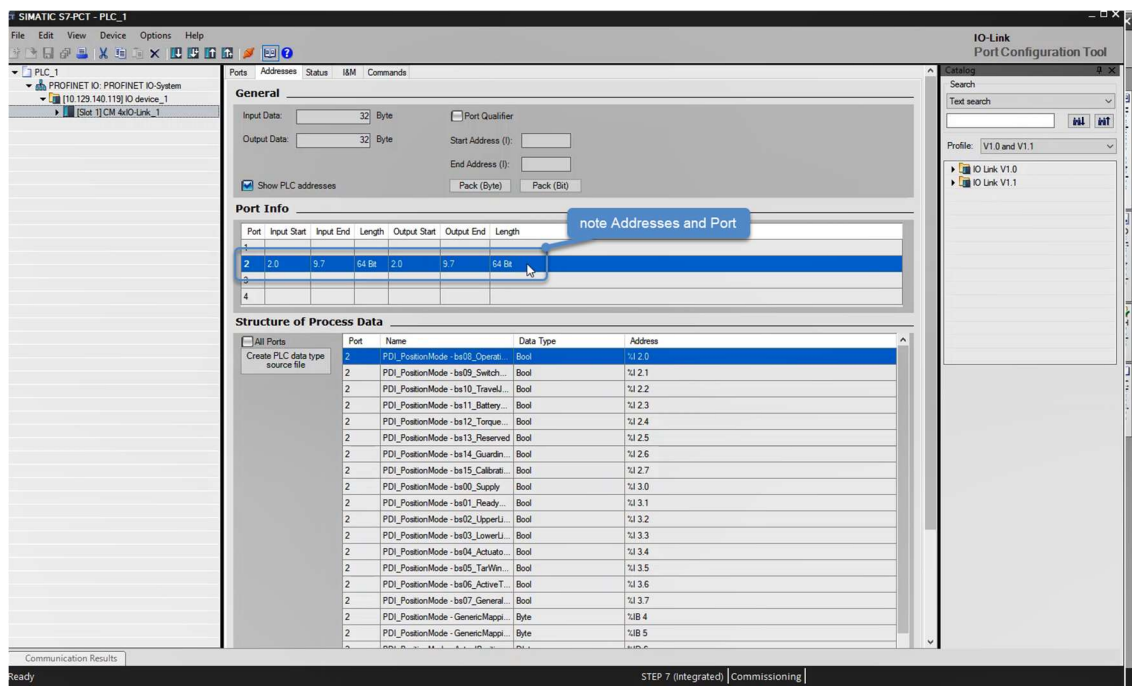 SIMATIC S7-PCT - PLC_1
File Edit View Device Options Help
IO-Link
Port Configuration Tool
PLC_1
PROFINET IO: PROFINET IO-System
[10.129.140.119] IO device_1
[Slot 1] CM 4xIO-Link_1
Ports Addresses Status I&M Commands
General
Input Data: 32 Byte Port Qualifier
Output Data: 32 Byte Start Address (I):
End Address (I):
Show PLC addresses Pack (Byte) Pack (Bit)
Port Info
note Addresses and Port
Port Input Start Input End Length Output Start Output End Length
1
2 2.0 9.7 64 Bit 2.0 9.7 64 Bit
3
4
Structure of Process Data
All Ports
Create PLC data type
source file
Port Name Data Type Address
2 PDI_PositionMode - bs08_Operati... Bool %I 2.0
2 PDI_PositionMode - bs09_Switch... Bool %I 2.1
2 PDI_PositionMode - bs10_TravelJ... Bool %I 2.2
2 PDI_PositionMode - bs11_Battery... Bool %I 2.3
2 PDI_PositionMode - bs12_Torque... Bool %I 2.4
2 PDI_PositionMode - bs13_Reserved Bool %I 2.5
2 PDI_PositionMode - bs14_Guardin... Bool %I 2.6
2 PDI_PositionMode - bs15_Calibrati... Bool %I 2.7
2 PDI_PositionMode - bs00_Supply Bool %I 3.0
2 PDI_PositionMode - bs01_Ready... Bool %I 3.1
2 PDI_PositionMode - bs02_UpperLi... Bool %I 3.2
2 PDI_PositionMode - bs03_LowerLi... Bool %I 3.3
2 PDI_PositionMode - bs04_Actuato... Bool %I 3.4
2 PDI_PositionMode - bs05_TarWin... Bool %I 3.5
2 PDI_PositionMode - bs06_ActiveT... Bool %I 3.6
2 PDI_PositionMode - bs07_General... Bool %I 3.7
2 PDI_PositionMode - GenericMappi... Byte %IB 4
2 PDI_PositionMode - GenericMappi... Byte %IB 5
Catalog
Search
Text search
Profile: V1.0 and V1.1
IO Link V1.0
IO Link V1.1
Communication Results
Ready
STEP 7 (Integrated) Commissioning